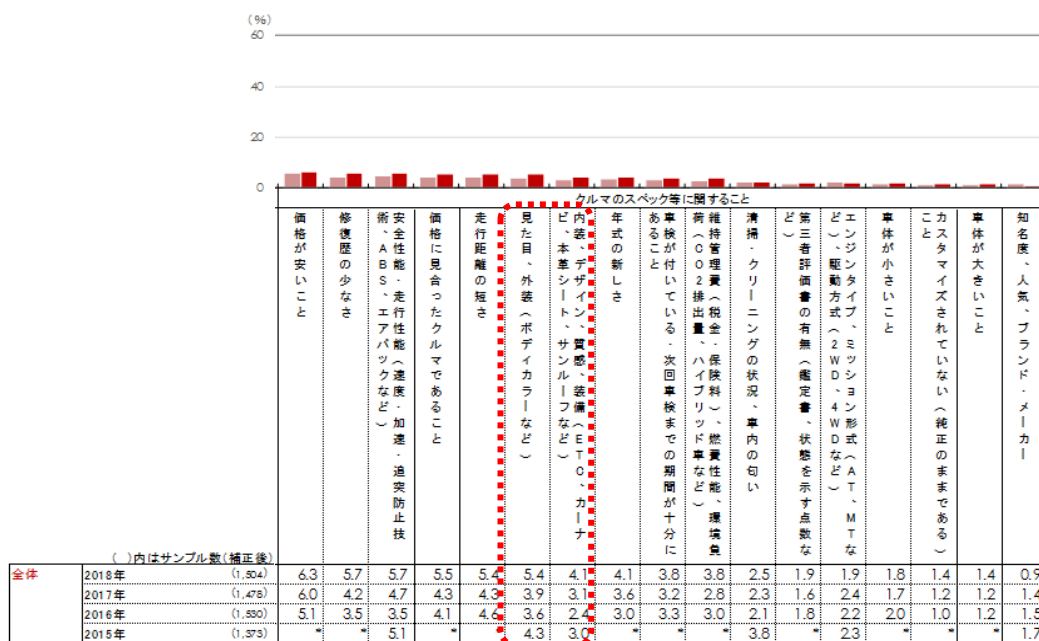 (%)
60
40
20
0
クルマのスペック等に関すること
価格が安いこと
修復歴の少なさ
安全性能・走行性能（速度・加速・追突防止技術、ABS、エアバックなど）
価格に見合ったクルマであること
走行距離の短さ
見た目、外装（ボディカラーなど）
内装、デザイン、質感、装備（ETC、カーナビ、本革シート、サンルーフなど）
年式の新しさ
車検が付いている・次回車検までの期間が十分にあること
維持管理費（税金・保険料）、燃費性能、環境負荷（CO2排出量、ハイブリッド車など）
清掃・クリーニングの状況、車内の匂い
第三者評価書の有無（鑑定書、状態を示す点数など）
エンジンタイプ、ミッション形式（AT、MTなど）、駆動方式（2WD、4WDなど）
車体が小さいこと
カスタマイズされていない（純正のままである）こと
車体が大きいこと
知名度、人気、ブランド・メーカー
（ ）内はサンプル数（補正後）
全体 2018年 (1,504) 6.3 5.7 5.7 5.5 5.4 5.4 4.1 4.1 3.8 3.8 2.5 1.9 1.9 1.8 1.4 1.4 0.9
2017年 (1,478) 6.0 4.2 4.7 4.3 4.3 3.9 3.1 3.6 3.2 2.8 2.3 1.6 2.4 1.7 1.2 1.2 1.4
2016年 (1,530) 5.1 3.5 3.5 4.1 4.6 3.6 2.4 3.0 3.3 3.0 2.1 1.8 2.2 2.0 1.0 1.2 1.5
2015年 (1,373) * * 5.1 * * 4.3 3.0 * * * 3.8 * 2.3 * * * 1.7